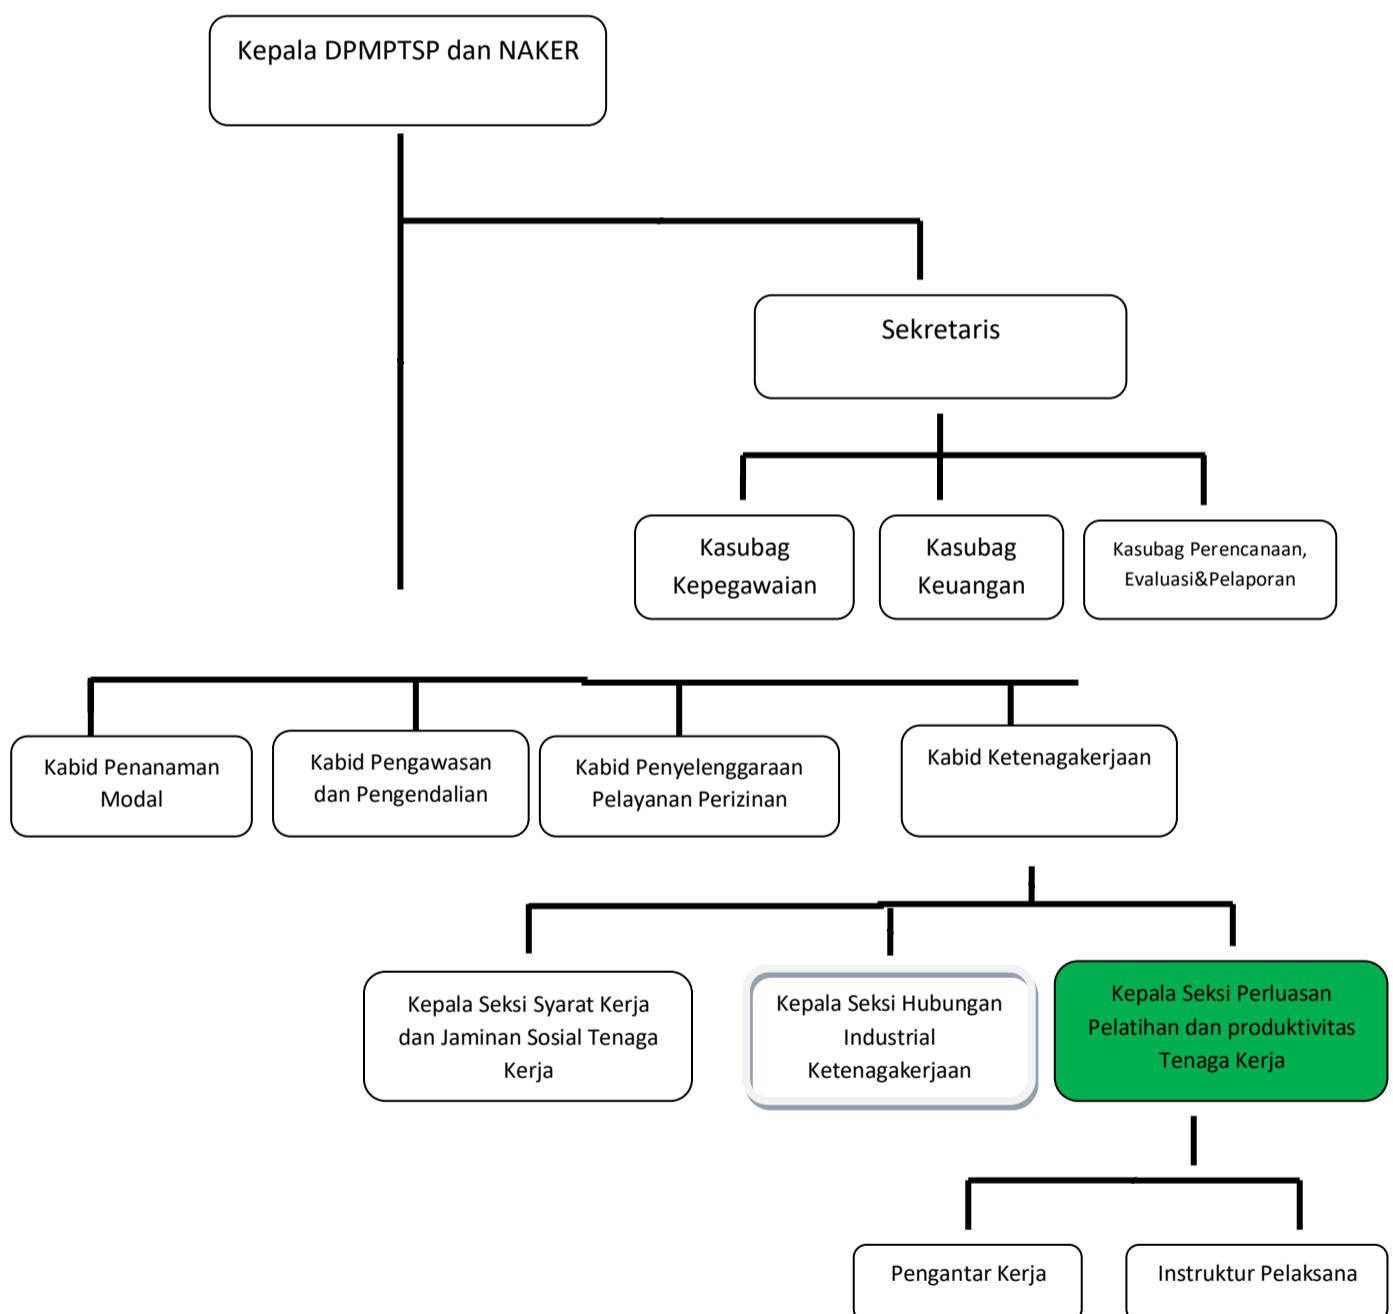 Kepala DPMPTSP dan NAKER
Sekretaris
Kasubag
Kepegawaian
Kasubag
Keuangan
Kasubag Perencanaan,
Evaluasi&Pelaporan
Kabid Penanaman
Modal
Kabid Pengawasan
dan Pengendalian
Kabid Penyelenggaraan
Pelayanan Perizinan
Kabid Ketenagakerjaan
Kepala Seksi Syarat Kerja
dan Jaminan Sosial Tenaga
Kerja
Kepala Seksi Hubungan
Industrial
Ketenagakerjaan
Kepala Seksi Perluasan
Pelatihan dan produktivitas
Tenaga Kerja
Pengantar Kerja
Instruktur Pelaksana